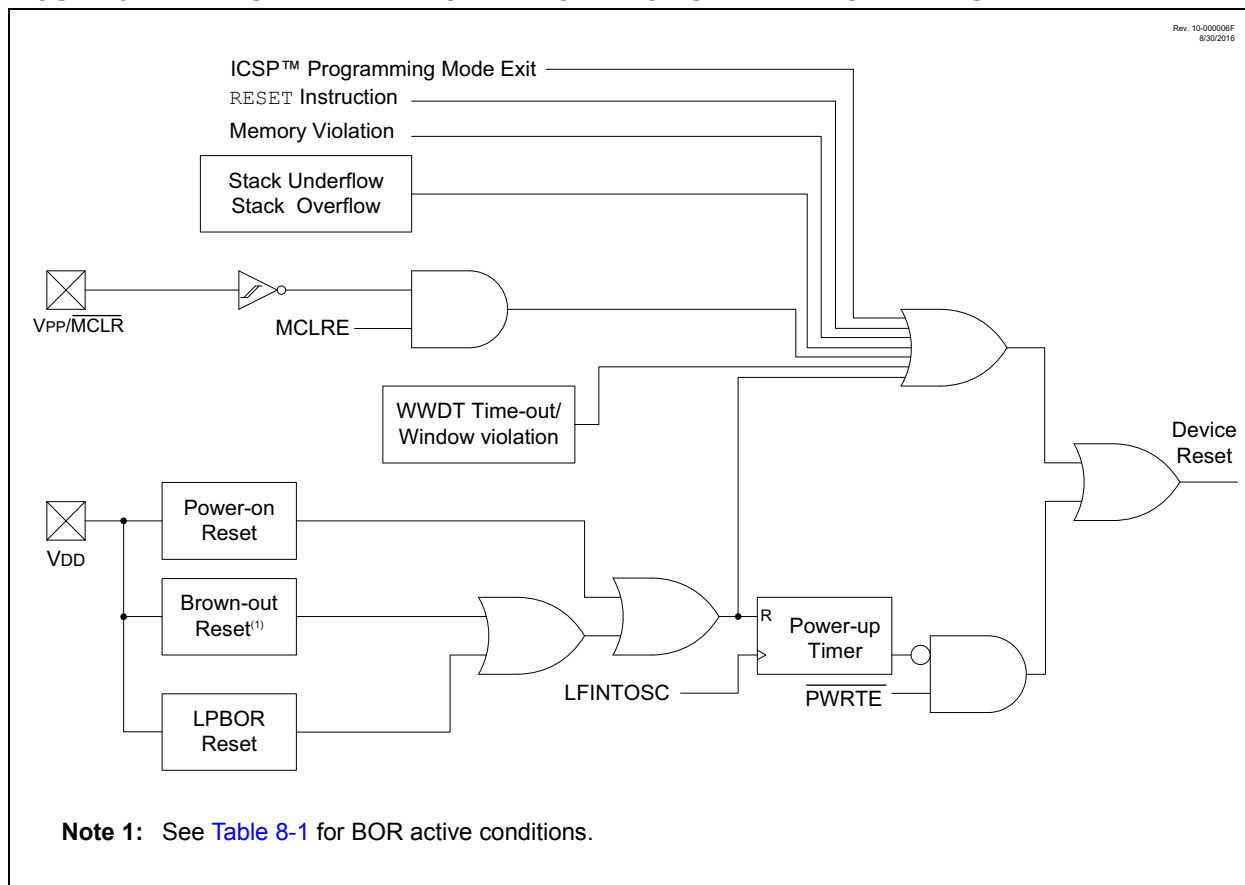 Rev. 10-000006F
8/30/2016
ICSP™ Programming Mode Exit
RESET Instruction
Memory Violation
Stack Underflow
Stack Overflow
VPP/MCLR
MCLRE
WWDT Time-out/
Window violation
Device
Reset
VDD
Power-on
Reset
Brown-out
Reset(1)
R
Power-up
Timer
LFINTOSC
PWRTE
LPBOR
Reset
Note 1: See Table 8-1 for BOR active conditions.